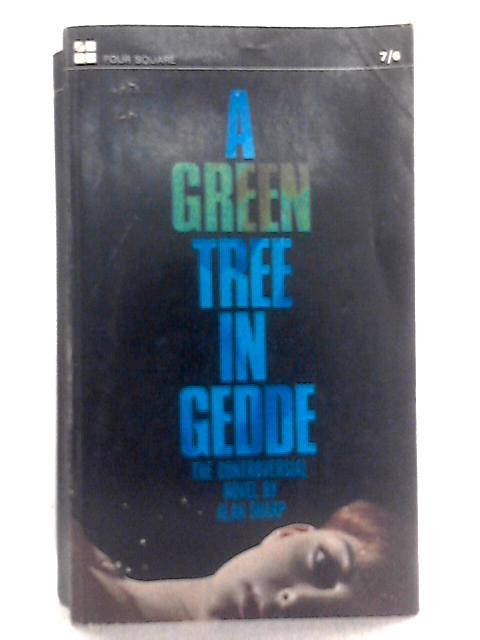 FOUR SQUARE
7/6
A
GREEN
TREE
IN
GEDDE
THE CONTROVERSIAL
NOVEL BY
ALAN SHARP